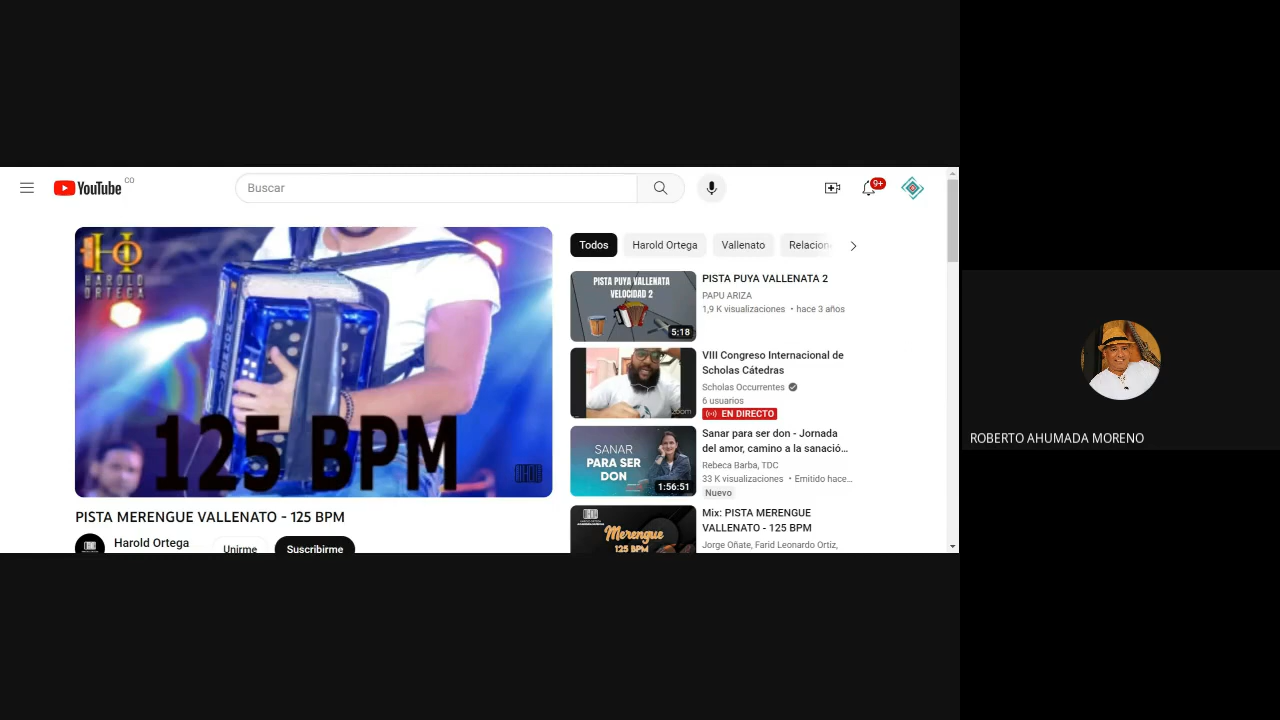 YouTube CO
Buscar
9+
HO
HAROLD
ORTEGA
125 BPM
PISTA MERENGUE VALLENATO - 125 BPM
Harold Ortega
Unirme
Suscribirme
Todos
Harold Ortega
Vallenato
Relacion
PISTA PUYA VALLENATA
VELOCIDAD 2
5:18
PISTA PUYA VALLENATA 2
PAPU ARIZA
1,9 K visualizaciones • hace 3 años
zoom
VIII Congreso Internacional de
Scholas Cátedras
Scholas Occurrentes
6 usuarios
EN DIRECTO
SANAR
PARA SER
DON
1:56:51
Sanar para ser don - Jornada
del amor, camino a la sanació...
Rebeca Barba, TDC
33 K visualizaciones • Emitido hace...
Nuevo
Merengue
125 BPM
Mix: PISTA MERENGUE
VALLENATO - 125 BPM
Jorge Oñate, Farid Leonardo Ortíz,
ROBERTO AHUMADA MORENO